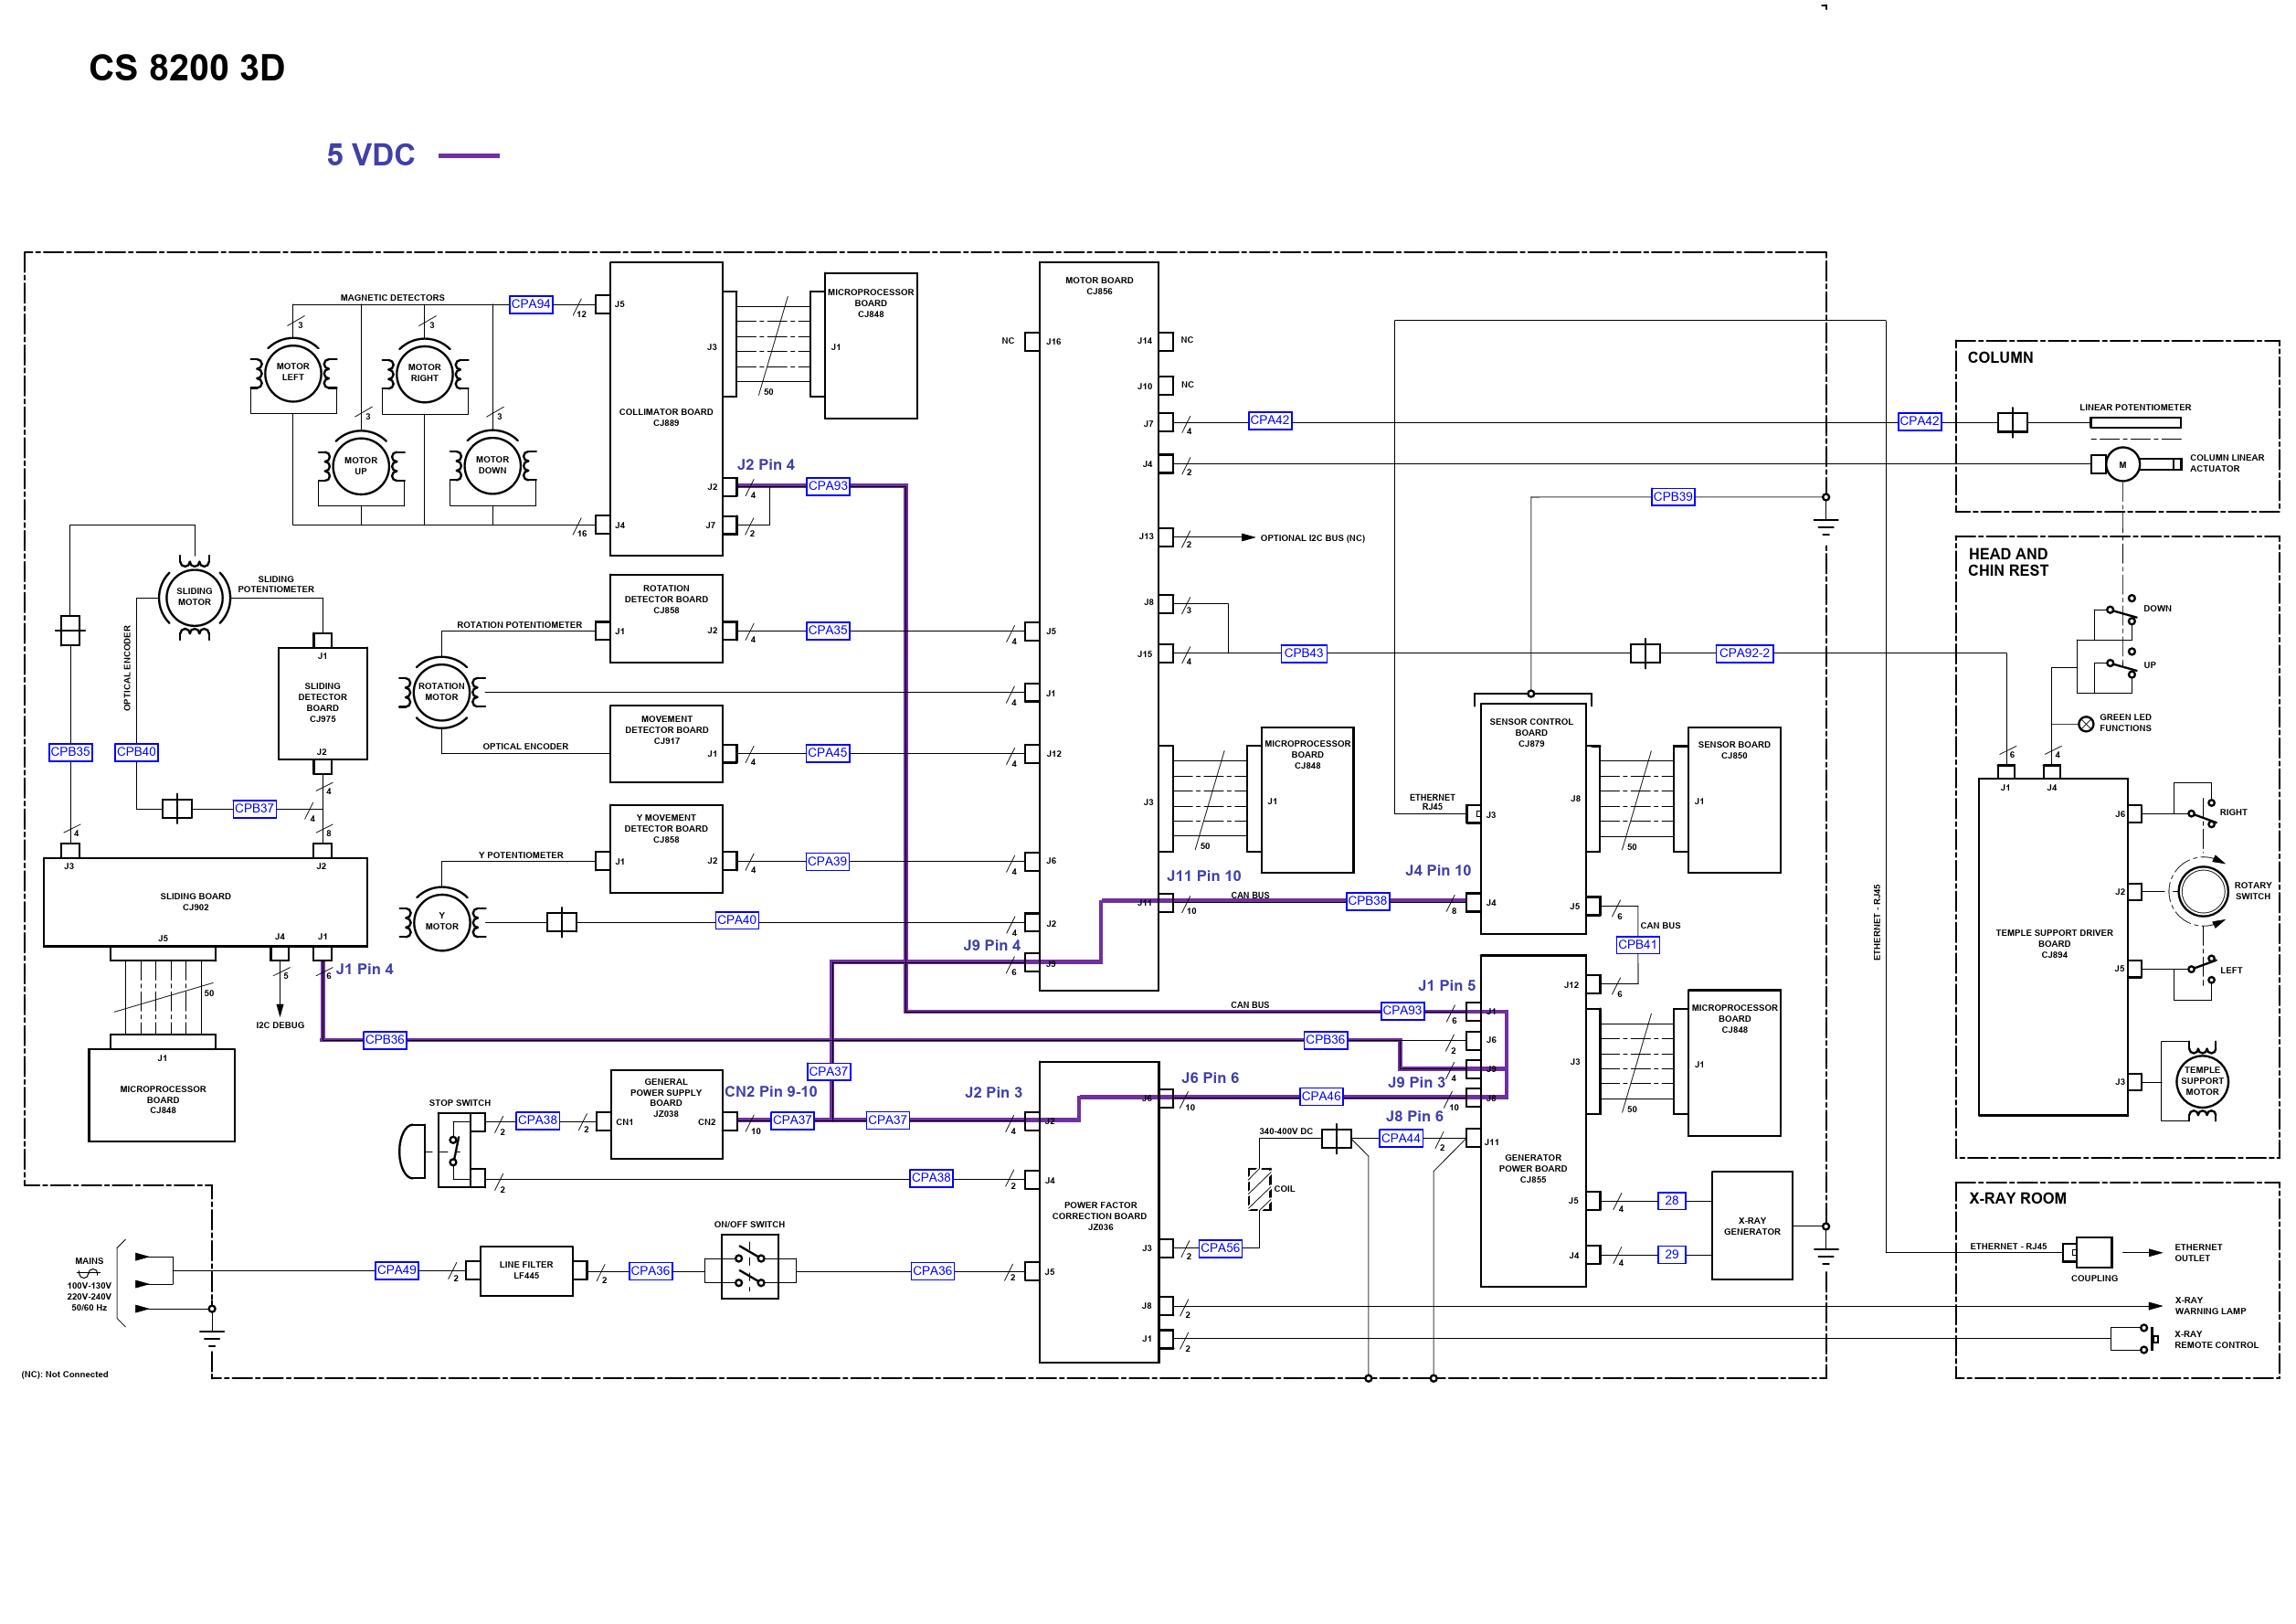 CS 8200 3D
5 VDC
MAGNETIC DETECTORS
CPA94
12
J5
3
3
MOTOR
LEFT
MOTOR
RIGHT
3
3
MOTOR
UP
MOTOR
DOWN
16
J4
COLLIMATOR BOARD
CJ889
J3
J2
J7
50
MICROPROCESSOR
BOARD
CJ848
J1
J2 Pin 4
4
CPA93
2
MOTOR BOARD
CJ856
NC
J16
J14
NC
J10
NC
J7
4
CPA42
CPA42
J4
2
J13
2
OPTIONAL I2C BUS (NC)
J8
3
J15
4
CPB43
CPA92-2
CPB39
COLUMN
LINEAR POTENTIOMETER
M
COLUMN LINEAR
ACTUATOR
HEAD AND
CHIN REST
DOWN
UP
GREEN LED
FUNCTIONS
6
4
J1
J4
J6
RIGHT
J2
ROTARY
SWITCH
TEMPLE SUPPORT DRIVER
BOARD
CJ894
J5
LEFT
J3
TEMPLE
SUPPORT
MOTOR
SLIDING
MOTOR
SLIDING
POTENTIOMETER
OPTICAL ENCODER
J1
SLIDING
DETECTOR
BOARD
CJ975
J2
4
CPB35
CPB40
CPB37
4
4
8
J3
J2
SLIDING BOARD
CJ902
J5
J4
J1
50
5
6
J1 Pin 4
I2C DEBUG
J1
MICROPROCESSOR
BOARD
CJ848
CPB36
CPB36
ROTATION
DETECTOR BOARD
CJ858
ROTATION POTENTIOMETER
J1
J2
4
CPA35
4
J5
ROTATION
MOTOR
4
J1
MOVEMENT
DETECTOR BOARD
CJ917
OPTICAL ENCODER
J1
4
CPA45
4
J12
Y MOVEMENT
DETECTOR BOARD
CJ858
Y POTENTIOMETER
J1
J2
4
CPA39
4
J6
Y
MOTOR
CPA40
4
J2
J9 Pin 4
6
J9
J3
50
MICROPROCESSOR
BOARD
CJ848
J1
J11 Pin 10
J11
10
CAN BUS
CPB38
J4 Pin 10
8
J4
ETHERNET
RJ45
J3
SENSOR CONTROL
BOARD
CJ879
J8
J5
50
SENSOR BOARD
CJ850
J1
6
CAN BUS
CPB41
6
J12
ETHERNET - RJ45
J1 Pin 5
CAN BUS
CPA93
6
J1
2
J6
4
J9
J9 Pin 3
10
J8
J8 Pin 6
J3
50
MICROPROCESSOR
BOARD
CJ848
J1
CPA37
GENERAL
POWER SUPPLY
BOARD
JZ038
CN1
CN2
CN2 Pin 9-10
10
CPA37
CPA37
J2 Pin 3
4
J2
STOP SWITCH
2
CPA38
2
2
CPA38
2
J4
J6 Pin 6
J6
10
CPA46
340-400V DC
CPA44
2
J11
COIL
GENERATOR
POWER BOARD
CJ855
J5
4
28
J4
4
29
X-RAY
GENERATOR
POWER FACTOR
CORRECTION BOARD
JZ036
J3
2
CPA56
J5
J8
2
J1
2
ON/OFF SWITCH
MAINS
100V-130V
220V-240V
50/60 Hz
CPA49
2
LINE FILTER
LF445
2
CPA36
CPA36
2
X-RAY ROOM
ETHERNET - RJ45
COUPLING
ETHERNET
OUTLET
X-RAY
WARNING LAMP
X-RAY
REMOTE CONTROL
(NC): Not Connected